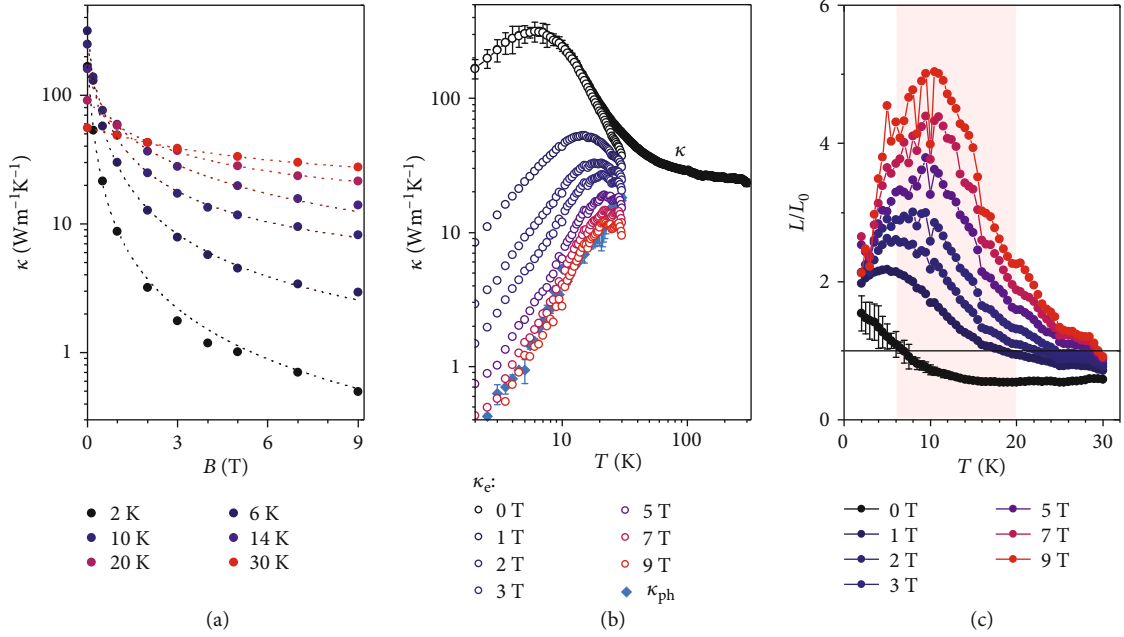 100
10
1
0
3
6
9
κ (Wm⁻¹K⁻¹)
B (T)
2 K
6 K
10 K
14 K
20 K
30 K
(a)
100
10
1
10
100
κ (Wm⁻¹K⁻¹)
κ
T (K)
κₑ:
0 T
5 T
1 T
7 T
2 T
9 T
3 T
κ_ph
(b)
6
4
2
0
0
10
20
30
L/L₀
T (K)
0 T
5 T
1 T
7 T
2 T
9 T
3 T
(c)